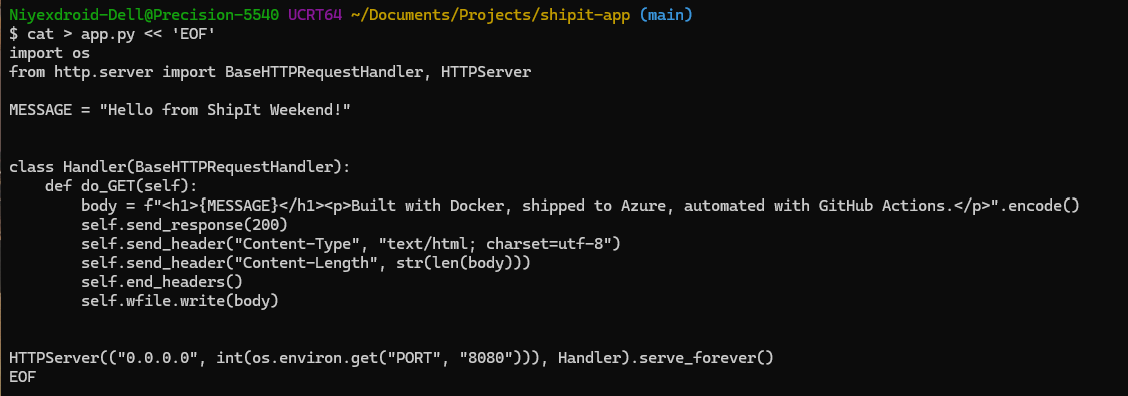 Niyexdroid-Dell@Precision-5540 UCRT64 ~/Documents/Projects/shipit-app (main)
$ cat > app.py << 'EOF'
import os
from http.server import BaseHTTPRequestHandler, HTTPServer

MESSAGE = "Hello from ShipIt Weekend!"


class Handler(BaseHTTPRequestHandler):
    def do_GET(self):
        body = f"<h1>{MESSAGE}</h1><p>Built with Docker, shipped to Azure, automated with GitHub Actions.</p>".encode()
        self.send_response(200)
        self.send_header("Content-Type", "text/html; charset=utf-8")
        self.send_header("Content-Length", str(len(body)))
        self.end_headers()
        self.wfile.write(body)


HTTPServer(("0.0.0.0", int(os.environ.get("PORT", "8080"))), Handler).serve_forever()
EOF